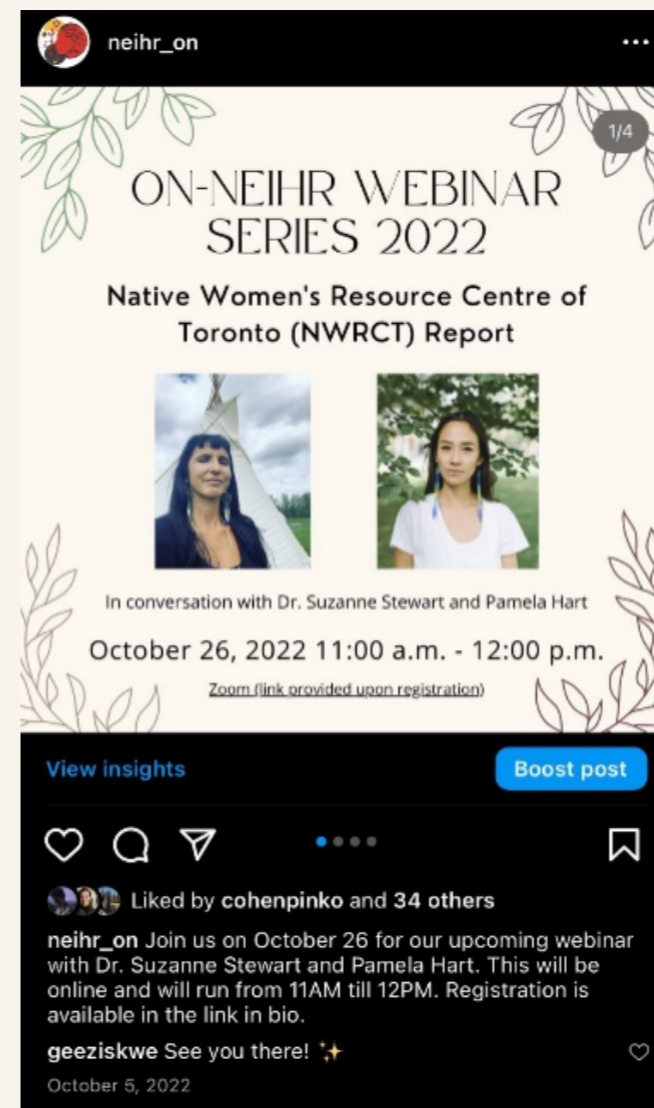 neihr_on
1/4
ON-NEIHR WEBINAR
SERIES 2022
Native Women's Resource Centre of
Toronto (NWRCT) Report
In conversation with Dr. Suzanne Stewart and Pamela Hart
October 26, 2022 11:00 a.m. - 12:00 p.m.
Zoom (link provided upon registration)
View insights
Boost post
Liked by cohenpinko and 34 others
neihr_on Join us on October 26 for our upcoming webinar
with Dr. Suzanne Stewart and Pamela Hart. This will be
online and will run from 11AM till 12PM. Registration is
available in the link in bio.
geeziskwe See you there! ✨
October 5, 2022